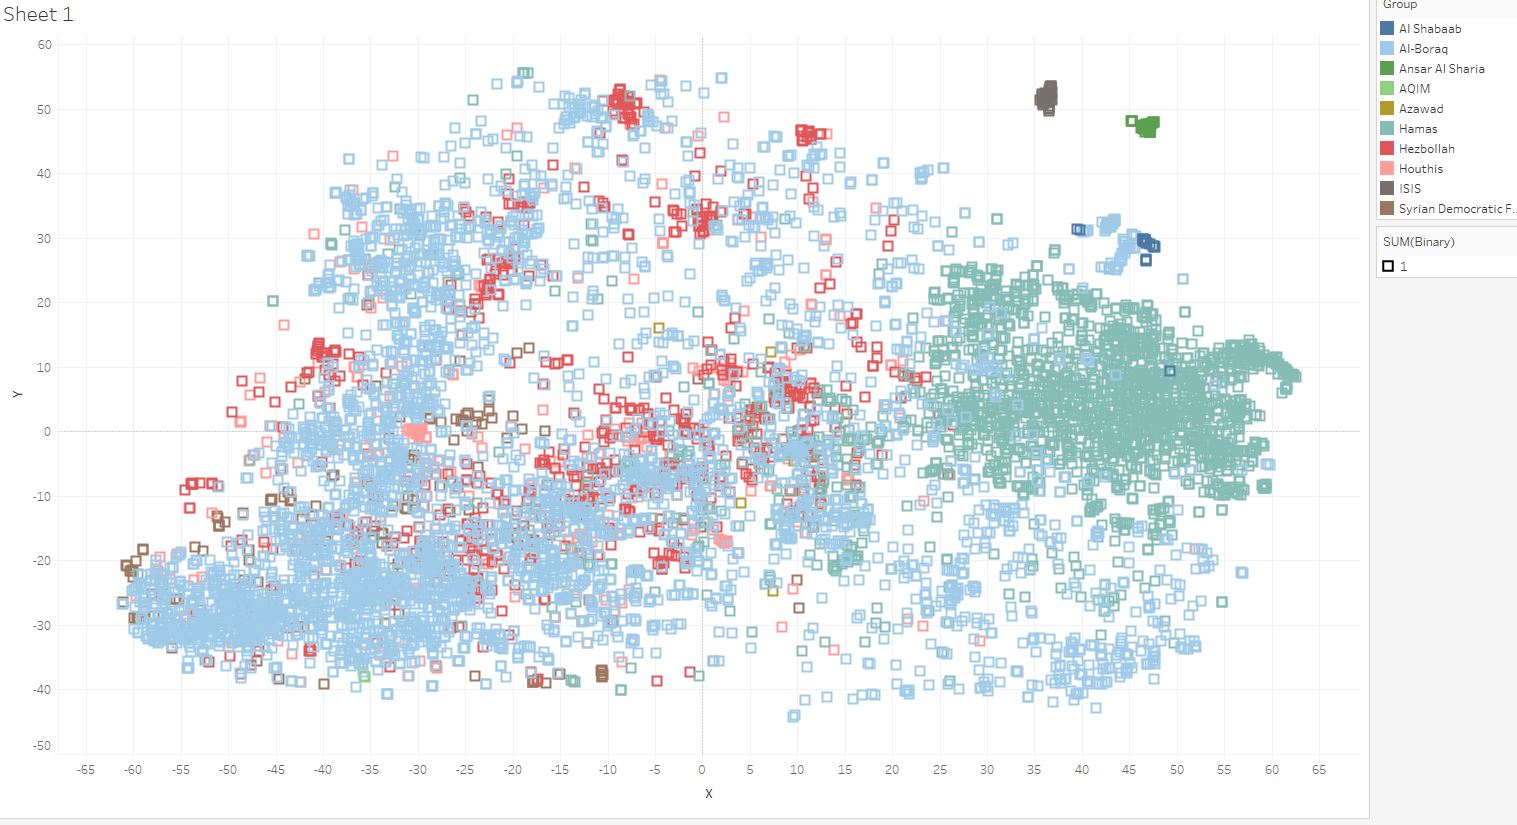 Sheet 1
60
50
40
30
20
10
0
-10
-20
-30
-40
-50
Y
-65 -60 -55 -50 -45 -40 -35 -30 -25 -20 -15 -10 -5 0 5 10 15 20 25 30 35 40 45 50 55 60 65
X
Group
Al Shabaab
Al-Boraq
Ansar Al Sharia
AQIM
Azawad
Hamas
Hezbollah
Houthis
ISIS
Syrian Democratic F..
SUM(Binary)
1